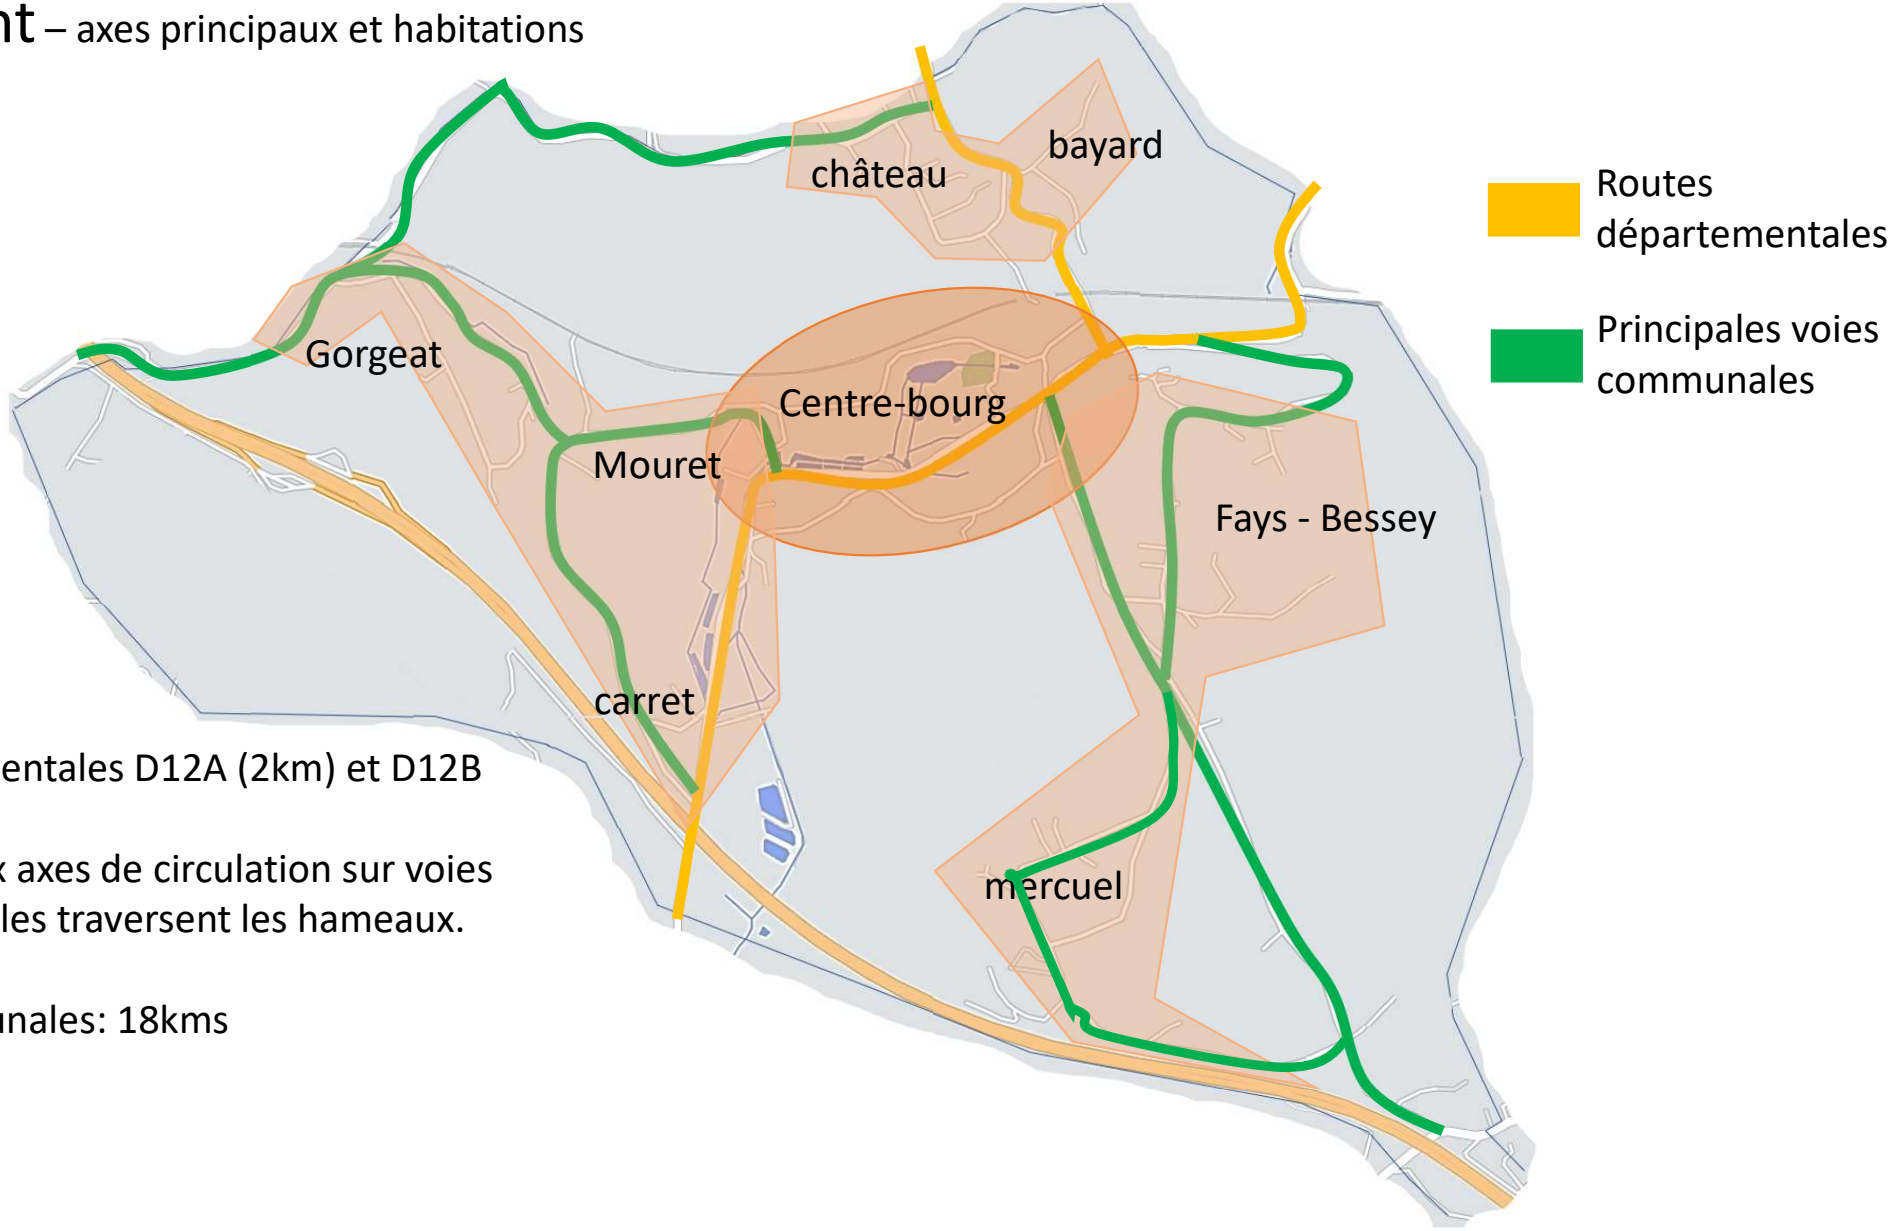 nt – axes principaux et habitations
château
bayard
Gorgeat
Centre-bourg
Mouret
Fays - Bessey
carret
mercuel
Routes
départementales
Principales voies
communales
entales D12A (2km) et D12B
x axes de circulation sur voies
les traversent les hameaux.
unales: 18kms